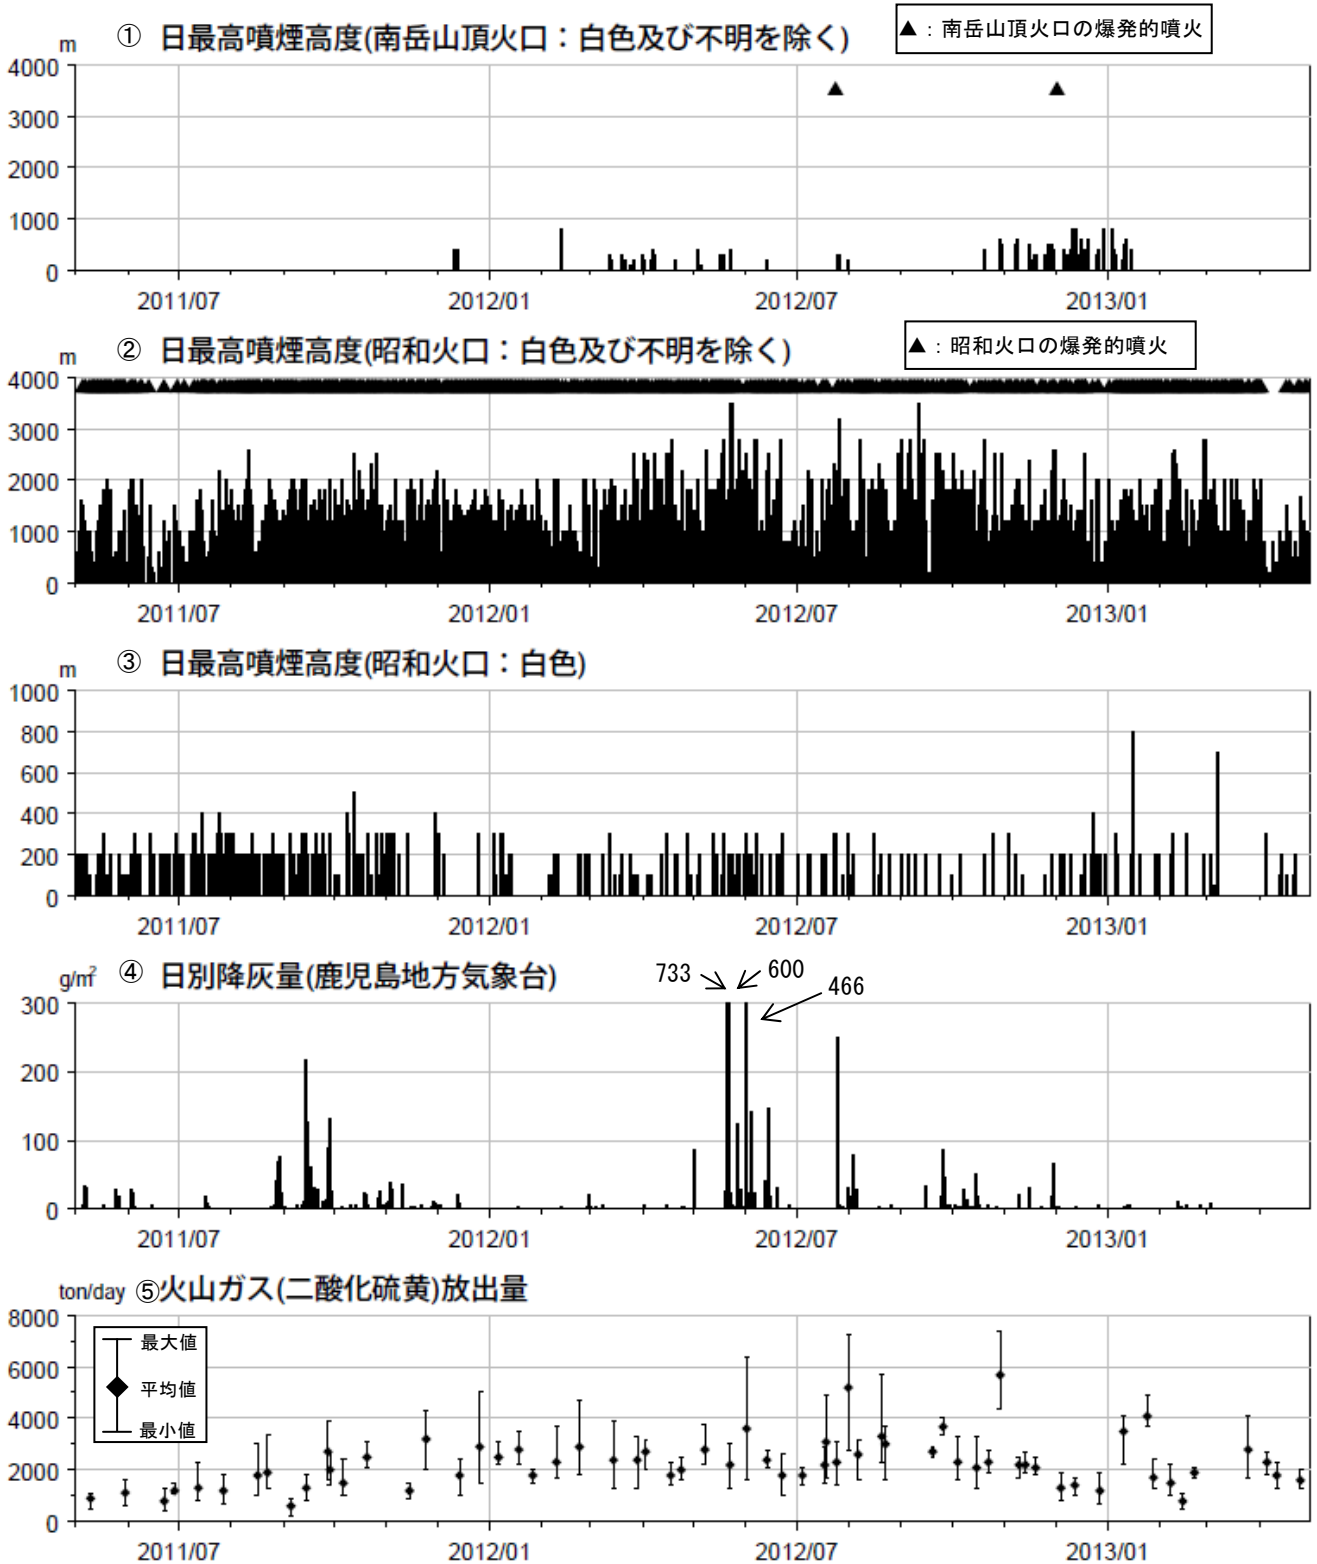 m ① 日最高噴煙高度(南岳山頂火口：白色及び不明を除く)
▲：南岳山頂火口の爆発的噴火
4000
3000
2000
1000
0
2011/07 2012/01 2012/07 2013/01
m ② 日最高噴煙高度(昭和火口：白色及び不明を除く)
▲：昭和火口の爆発的噴火
4000
3000
2000
1000
0
2011/07 2012/01 2012/07 2013/01
m ③ 日最高噴煙高度(昭和火口：白色)
1000
800
600
400
200
0
2011/07 2012/01 2012/07 2013/01
g/m² ④ 日別降灰量(鹿児島地方気象台)
733 600
466
300
200
100
0
2011/07 2012/01 2012/07 2013/01
ton/day ⑤火山ガス(二酸化硫黄)放出量
8000
6000
4000
2000
0
最大値
平均値
最小値
2011/07 2012/01 2012/07 2013/01